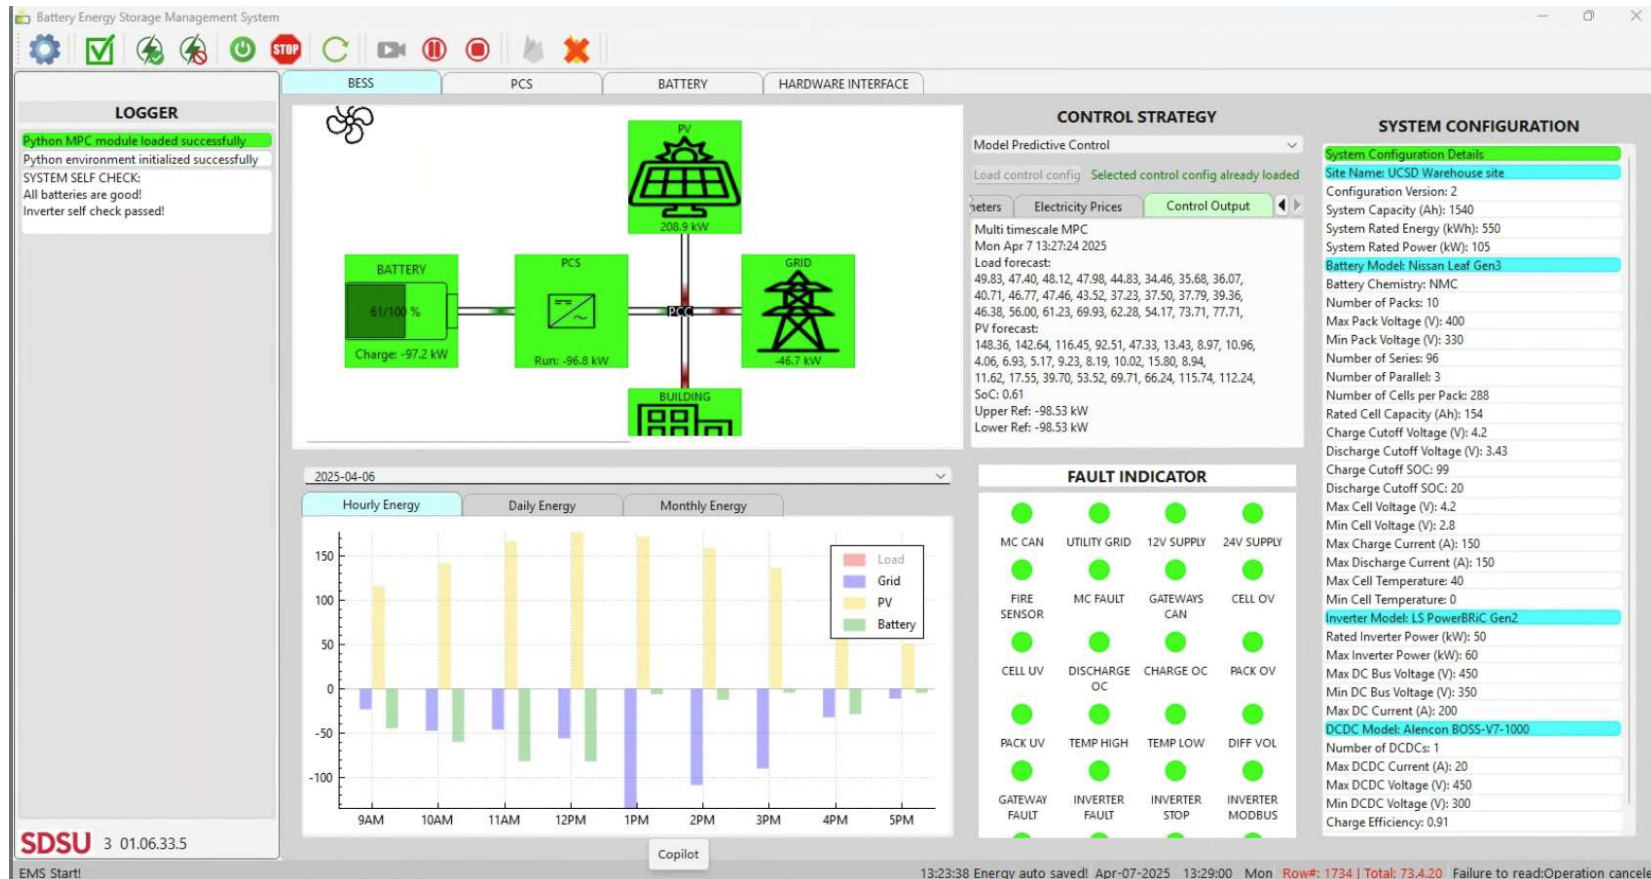 Battery Energy Storage Management System
STOP
LOGGER
Python MPC module loaded successfully
Python environment initialized successfully
SYSTEM SELF CHECK:
All batteries are good!
Inverter self check passed!
SDSU 3 01.06.33.5
EMS Start!
BESS
PCS
BATTERY
HARDWARE INTERFACE
PV
208.9 kW
BATTERY
61/100 %
Charge: -97.2 kW
PCS
Run: -96.8 kW
PCC
GRID
-46.7 kW
BUILDING
CONTROL STRATEGY
Model Predictive Control
Load control config Selected control config already loaded
Electricity Prices
Control Output
Multi timescale MPC
Mon Apr 7 13:27:24 2025
Load forecast:
49.83, 47.40, 48.12, 47.98, 44.83, 34.46, 35.68, 36.07,
40.71, 46.77, 47.46, 43.52, 37.23, 37.50, 37.79, 39.36,
46.38, 56.00, 61.23, 69.93, 62.28, 54.17, 73.71, 77.71,
PV forecast:
148.36, 142.64, 116.45, 92.51, 47.33, 13.43, 8.97, 10.96,
4.06, 6.93, 5.17, 9.23, 8.19, 10.02, 15.80, 8.94,
11.62, 17.55, 39.70, 53.52, 69.71, 66.24, 115.74, 112.24,
SoC: 0.61
Upper Ref: -98.53 kW
Lower Ref: -98.53 kW
2025-04-06
Hourly Energy
Daily Energy
Monthly Energy
150
100
50
0
-50
-100
9AM 10AM 11AM 12PM 1PM 2PM 3PM 4PM 5PM
Load
Grid
PV
Battery
Copilot
FAULT INDICATOR
MC CAN
UTILITY GRID
12V SUPPLY
24V SUPPLY
FIRE
SENSOR
MC FAULT
GATEWAYS
CAN
CELL OV
CELL UV
DISCHARGE
OC
CHARGE OC
PACK OV
PACK UV
TEMP HIGH
TEMP LOW
DIFF VOL
GATEWAY
FAULT
INVERTER
FAULT
INVERTER
STOP
INVERTER
MODBUS
SYSTEM CONFIGURATION
System Configuration Details
Site Name: UCSD Warehouse site
Configuration Version: 2
System Capacity (Ah): 1540
System Rated Energy (kWh): 550
System Rated Power (kW): 105
Battery Model: Nissan Leaf Gen3
Battery Chemistry: NMC
Number of Packs: 10
Max Pack Voltage (V): 400
Min Pack Voltage (V): 330
Number of Series: 96
Number of Parallel: 3
Number of Cells per Pack: 288
Rated Cell Capacity (Ah): 154
Charge Cutoff Voltage (V): 4.2
Discharge Cutoff Voltage (V): 3.43
Charge Cutoff SOC: 99
Discharge Cutoff SOC: 20
Max Cell Voltage (V): 4.2
Min Cell Voltage (V): 2.8
Max Charge Current (A): 150
Max Discharge Current (A): 150
Max Cell Temperature: 40
Min Cell Temperature: 0
Inverter Model: LS PowerBRiC Gen2
Rated Inverter Power (kW): 50
Max Inverter Power (kW): 60
Max DC Bus Voltage (V): 450
Min DC Bus Voltage (V): 350
Max DC Current (A): 200
DCDC Model: Alencon BOSS-V7-1000
Number of DCDCs: 1
Max DCDC Current (A): 20
Max DCDC Voltage (V): 450
Min DCDC Voltage (V): 300
Charge Efficiency: 0.91
13:23:38 Energy auto saved! Apr-07-2025 13:29:00 Mon Row#: 1734 | Total: 73.4.20 Failure to read:Operation cancele